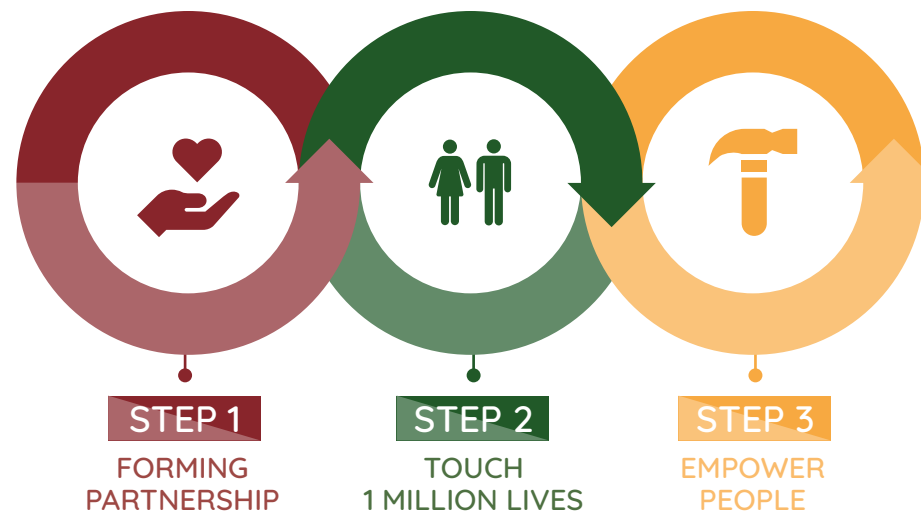 STEP 1
FORMING
PARTNERSHIP
STEP 2
TOUCH
1 MILLION LIVES
STEP 3
EMPOWER
PEOPLE